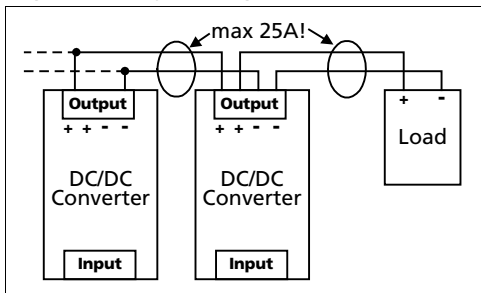 max 25A!
Output
+ + - -
DC/DC
Converter
Input
Output
+ + - -
DC/DC
Converter
Input
+ -
Load